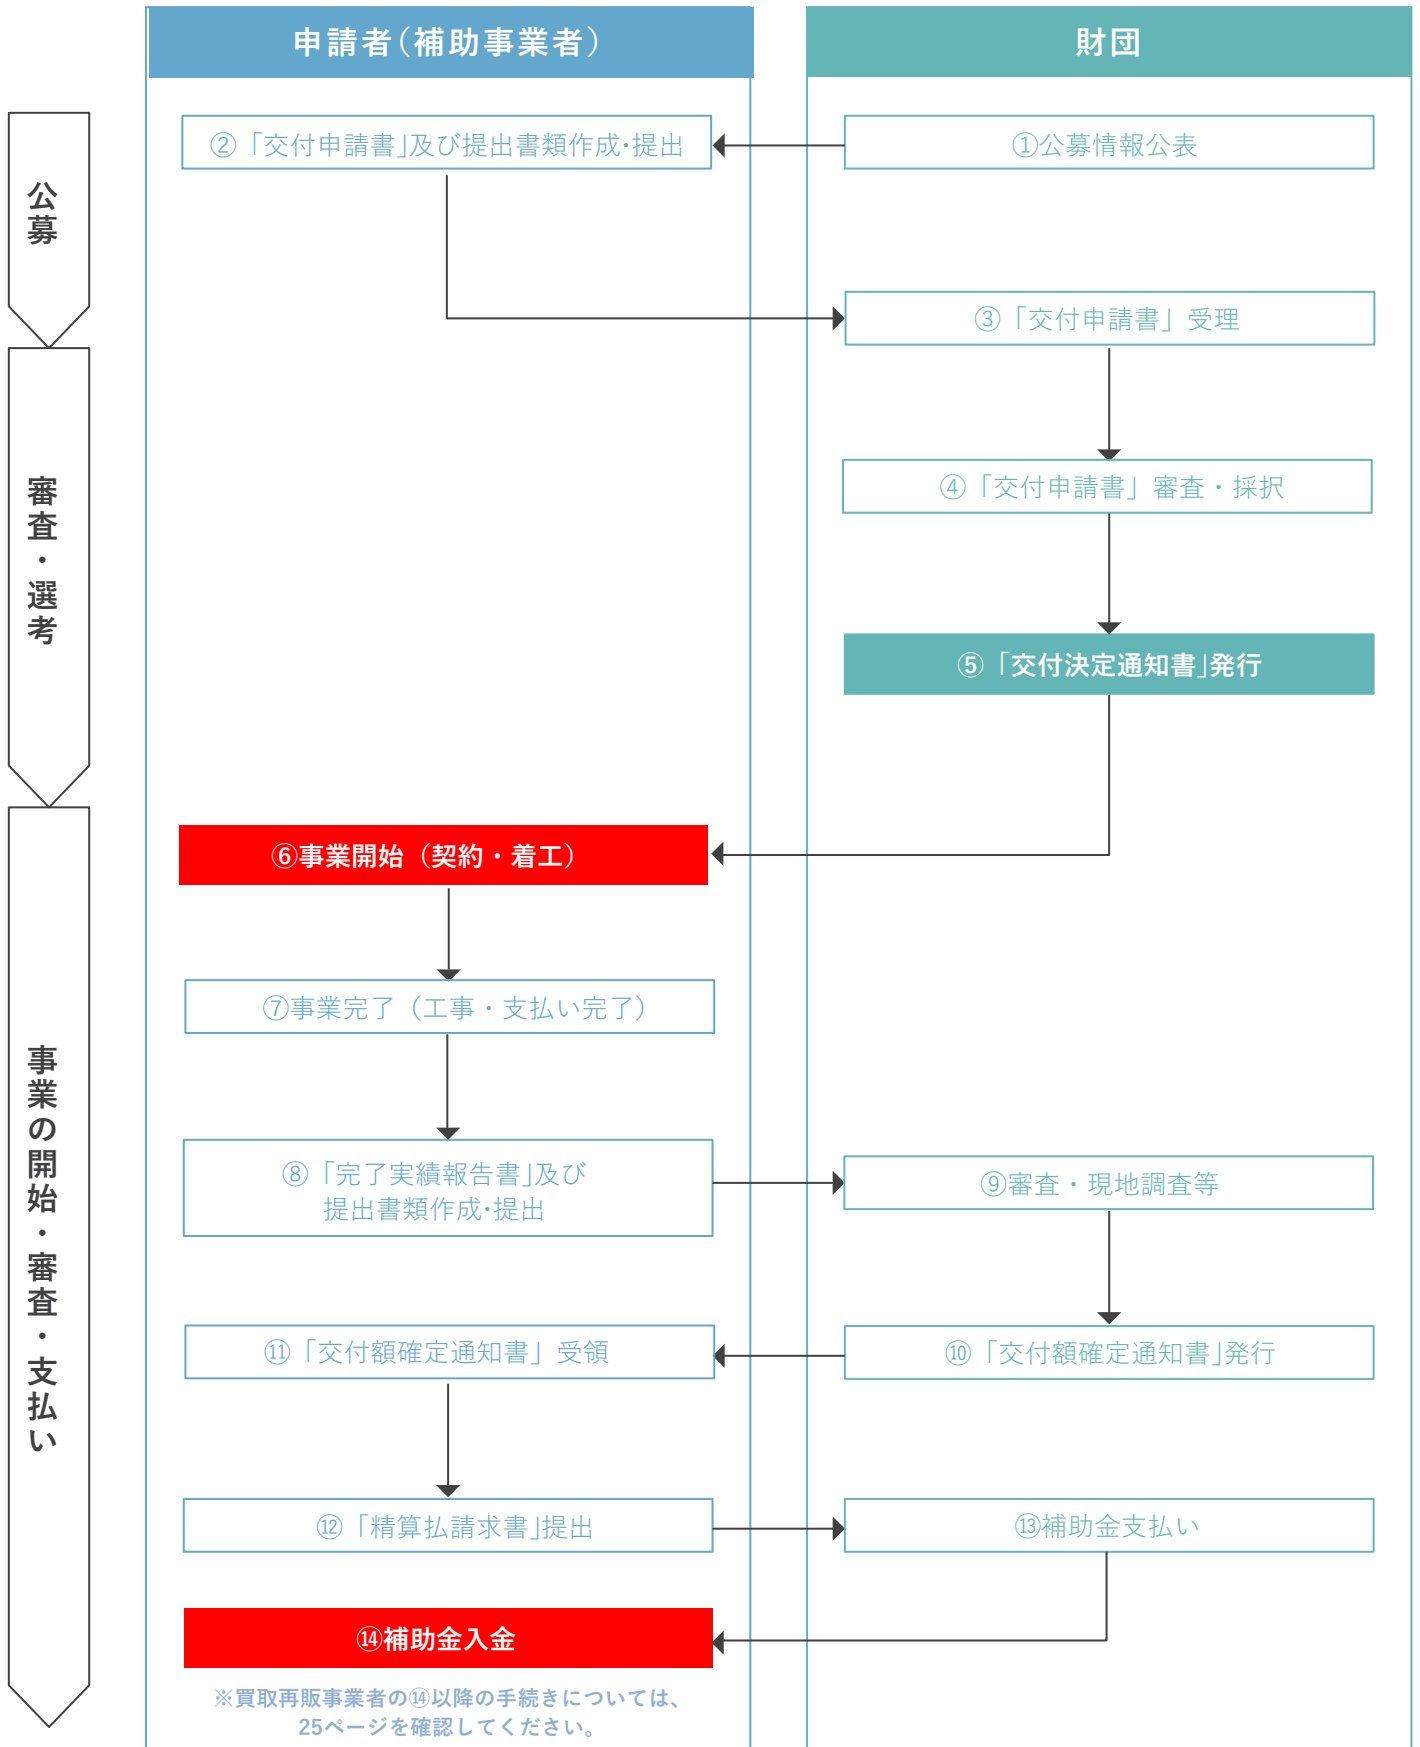 申請者（補助事業者）
財団
公募
①公募情報公表
②「交付申請書」及び提出書類作成・提出
③「交付申請書」受理
審査・選考
④「交付申請書」審査・採択
⑤「交付決定通知書」発行
事業の開始・審査・支払い
⑥事業開始（契約・着工）
⑦事業完了（工事・支払い完了）
⑧「完了実績報告書」及び
提出書類作成・提出
⑨審査・現地調査等
⑩「交付額確定通知書」発行
⑪「交付額確定通知書」受領
⑫「精算払請求書」提出
⑬補助金支払い
⑭補助金入金
※買取再販事業者の⑭以降の手続きについては、
25ページを確認してください。